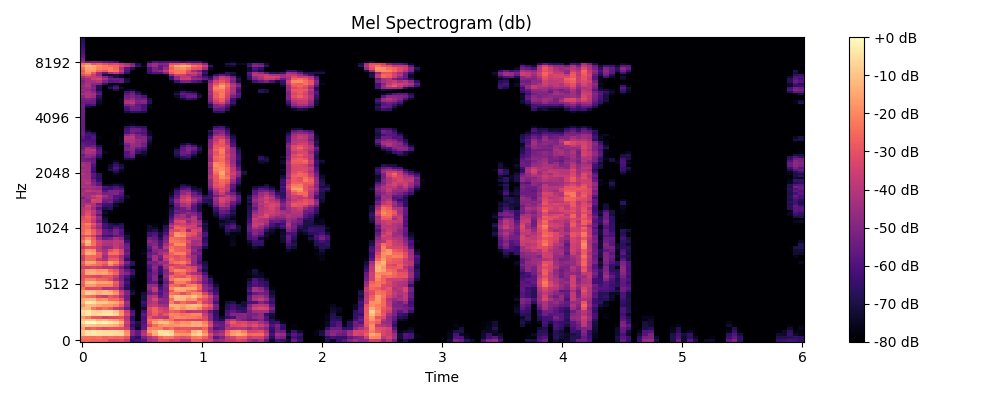 Mel Spectrogram (db)
+0 dB
8192
-10 dB
4096
-20 dB
-30 dB
2048
Hz
-40 dB
1024
-50 dB
512
-60 dB
-70 dB
0
-80 dB
0 1 2 3 4 5 6
Time